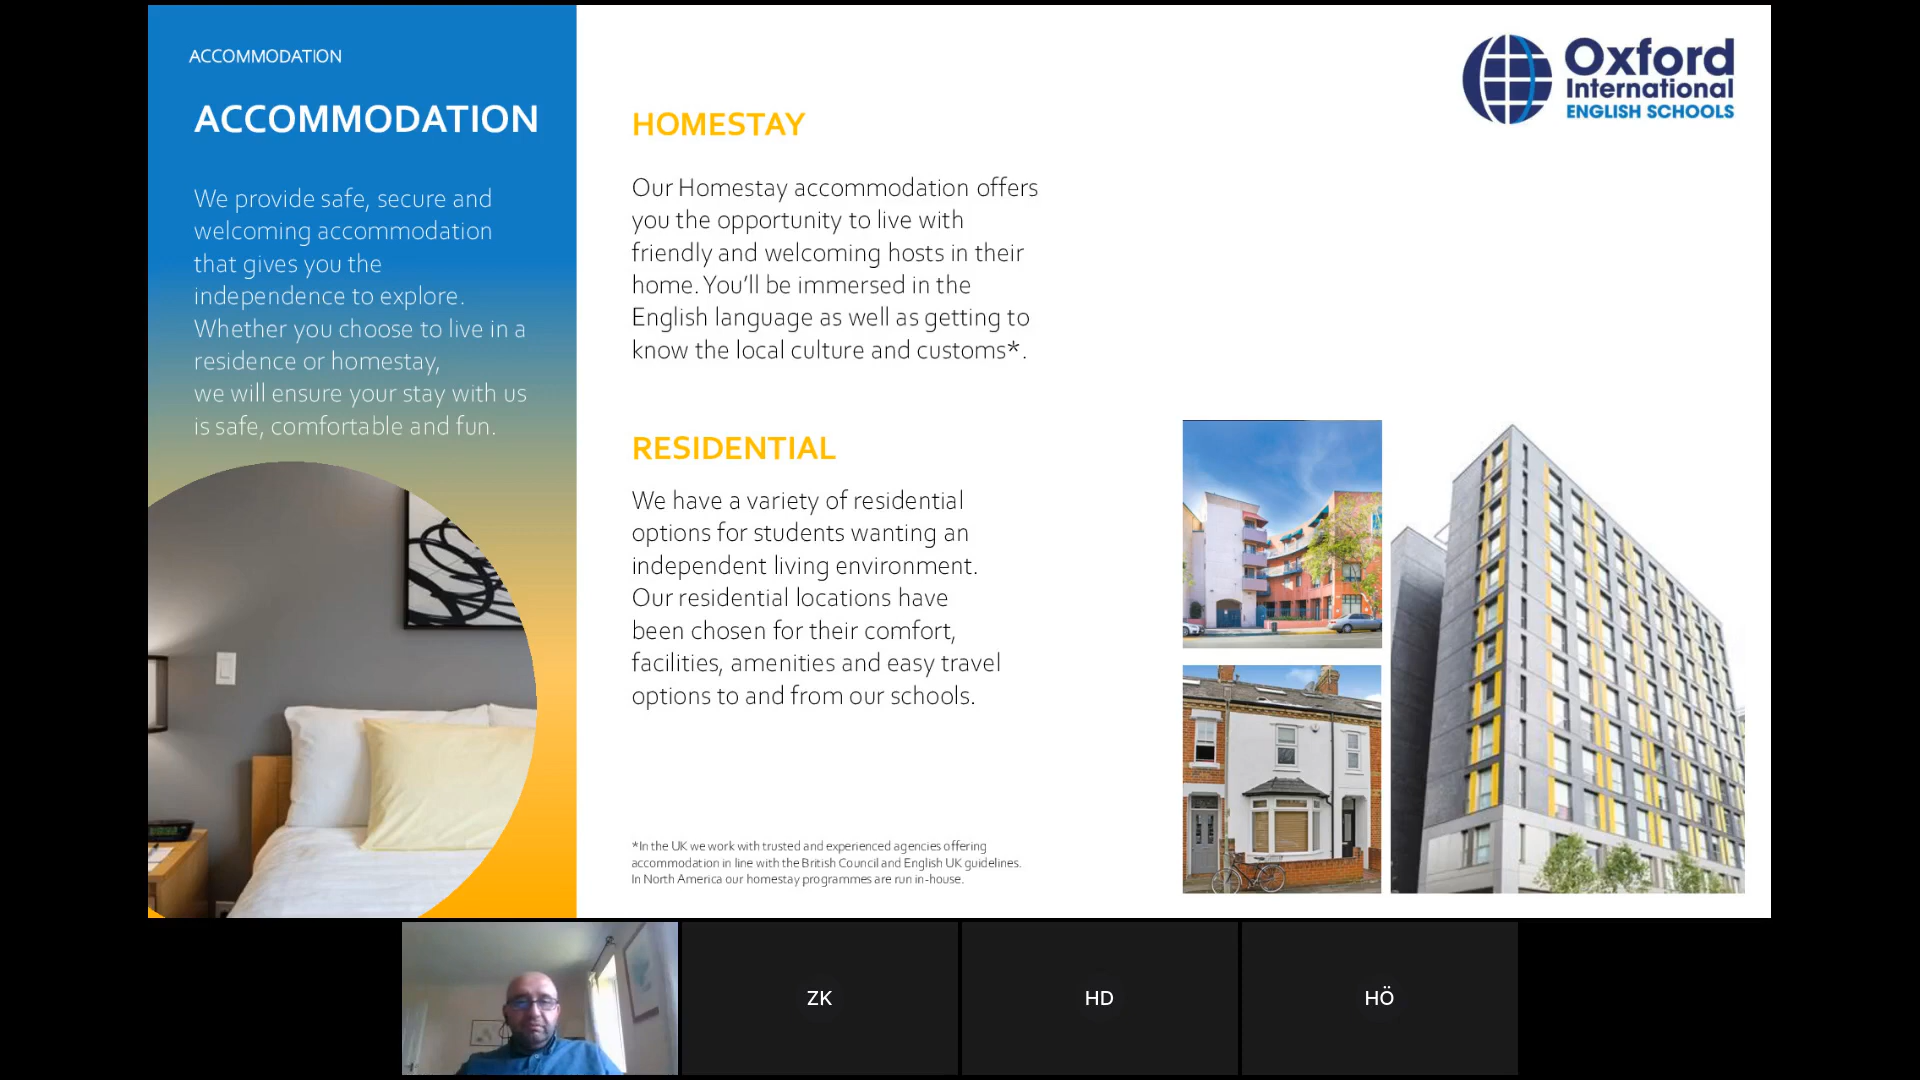 ACCOMMODATION
ACCOMMODATION
We provide safe, secure and
welcoming accommodation
that gives you the
independence to explore.
Whether you choose to live in a
residence or homestay,
we will ensure your stay with us
is safe, comfortable and fun.
HOMESTAY
Our Homestay accommodation offers
you the opportunity to live with
friendly and welcoming hosts in their
home. You’ll be immersed in the
English language as well as getting to
know the local culture and customs*.
RESIDENTIAL
We have a variety of residential
options for students wanting an
independent living environment.
Our residential locations have
been chosen for their comfort,
facilities, amenities and easy travel
options to and from our schools.
*In the UK we work with trusted and experienced agencies offering
accommodation in line with the British Council and English UK guidelines.
In North America our homestay programmes are run in-house.
Oxford
International
ENGLISH SCHOOLS
ZK
HD
HÖ